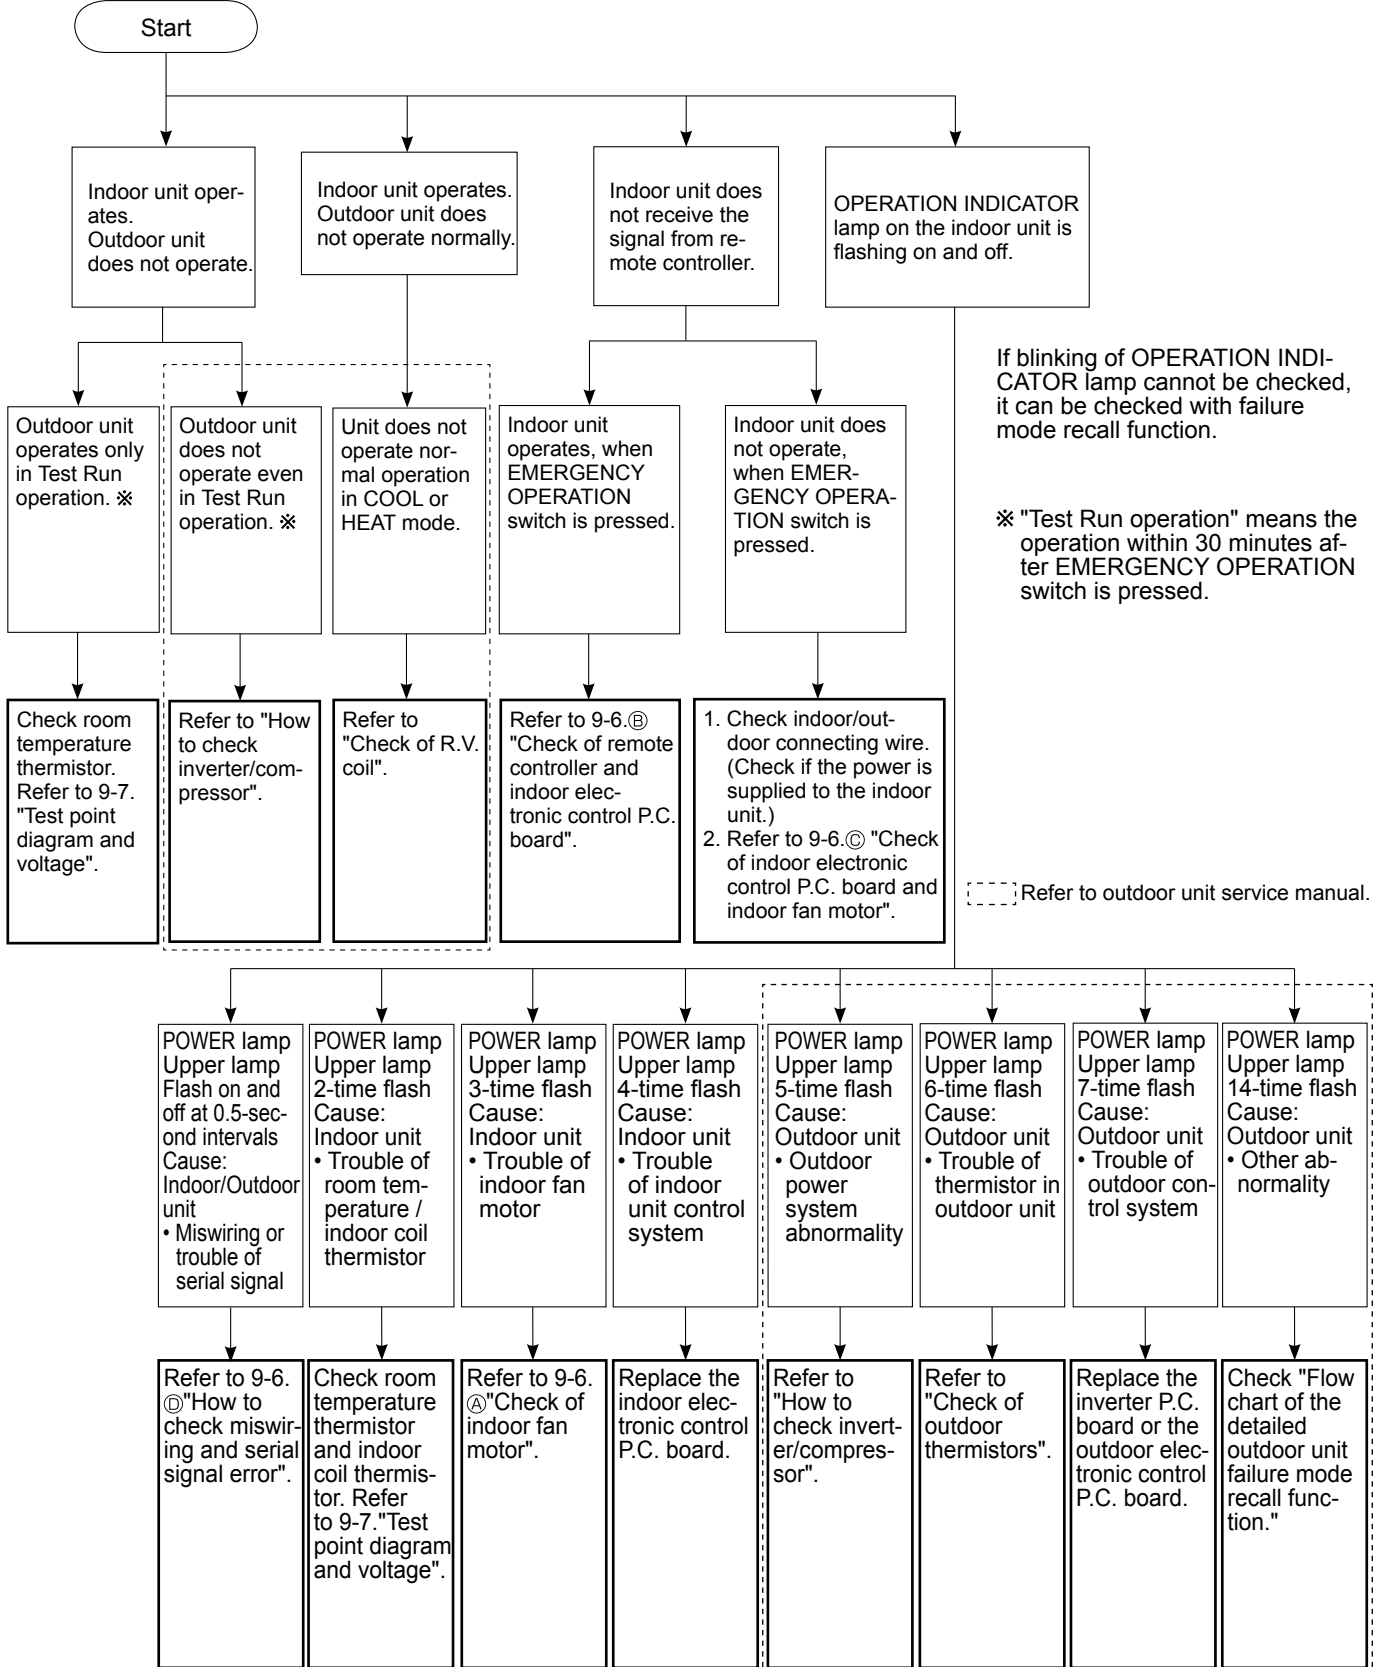 Start
Indoor unit oper-
ates.
Outdoor unit
does not operate.
Indoor unit operates.
Outdoor unit does
not operate normally.
Indoor unit does
not receive the
signal from re-
mote controller.
OPERATION INDICATOR
lamp on the indoor unit is
flashing on and off.
If blinking of OPERATION INDI-
CATOR lamp cannot be checked,
it can be checked with failure
mode recall function.
※ "Test Run operation" means the
operation within 30 minutes af-
ter EMERGENCY OPERATION
switch is pressed.
Outdoor unit
operates only
in Test Run
operation. ※
Outdoor unit
does not
operate even
in Test Run
operation. ※
Unit does not
operate nor-
mal operation
in COOL or
HEAT mode.
Indoor unit
operates, when
EMERGENCY
OPERATION
switch is pressed.
Indoor unit does
not operate,
when EMER-
GENCY OPERA-
TION switch is
pressed.
Check room
temperature
thermistor.
Refer to 9-7.
"Test point
diagram and
voltage".
Refer to "How
to check
inverter/com-
pressor".
Refer to
"Check of R.V.
coil".
Refer to 9-6.Ⓑ
"Check of remote
controller and
indoor elec-
tronic control P.C.
board".
1. Check indoor/out-
door connecting wire.
(Check if the power is
supplied to the indoor
unit.)
2. Refer to 9-6.Ⓒ "Check
of indoor electronic
control P.C. board and
indoor fan motor".
Refer to outdoor unit service manual.
POWER lamp
Upper lamp
Flash on and
off at 0.5-sec-
ond intervals
Cause:
Indoor/Outdoor
unit
• Miswiring or
trouble of
serial signal
POWER lamp
Upper lamp
2-time flash
Cause:
Indoor unit
• Trouble of
room tem-
perature /
indoor coil
thermistor
POWER lamp
Upper lamp
3-time flash
Cause:
Indoor unit
• Trouble of
indoor fan
motor
POWER lamp
Upper lamp
4-time flash
Cause:
Indoor unit
• Trouble
of indoor
unit control
system
POWER lamp
Upper lamp
5-time flash
Cause:
Outdoor unit
• Outdoor
power
system
abnormality
POWER lamp
Upper lamp
6-time flash
Cause:
Outdoor unit
• Trouble of
thermistor in
outdoor unit
POWER lamp
Upper lamp
7-time flash
Cause:
Outdoor unit
• Trouble of
outdoor con-
trol system
POWER lamp
Upper lamp
14-time flash
Cause:
Outdoor unit
• Other ab-
normality
Refer to 9-6.
Ⓓ"How to
check miswir-
ing and serial
signal error".
Check room
temperature
thermistor
and indoor
coil thermis-
tor. Refer
to 9-7."Test
point diagram
and voltage".
Refer to 9-6.
Ⓐ"Check of
indoor fan
motor".
Replace the
indoor elec-
tronic control
P.C. board.
Refer to
"How to
check invert-
er/compres-
sor".
Refer to
"Check of
outdoor
thermistors".
Replace the
inverter P.C.
board or the
outdoor elec-
tronic control
P.C. board.
Check "Flow
chart of the
detailed
outdoor unit
failure mode
recall func-
tion."